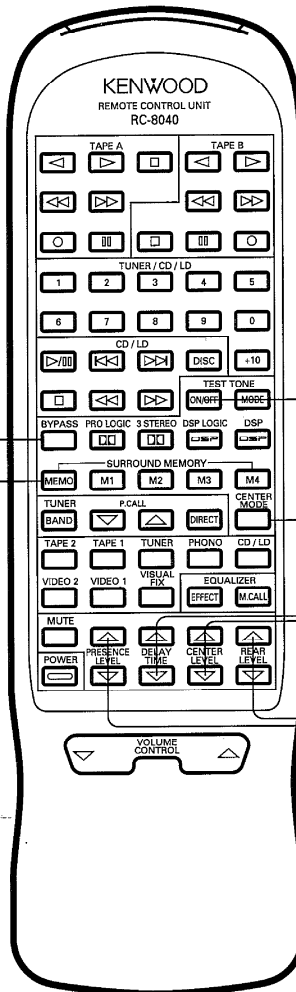 KENWOOD
REMOTE CONTROL UNIT
RC-8040
TAPE A TAPE B
TUNER / CD / LD
1 2 3 4 5
6 7 8 9 0
CD / LD
DISC +10
TEST TONE
ON/OFF MODE
BYPASS PRO LOGIC 3 STEREO DSP LOGIC DSP
DSP DSP
SURROUND MEMORY
MEMO M1 M2 M3 M4
TUNER P.CALL CENTER MODE
BAND DIRECT
TAPE 2 TAPE 1 TUNER PHONO CD / LD
VIDEO 2 VIDEO 1 VISUAL FIX EQUALIZER
EFFECT M.CALL
MUTE
POWER PRESENCE LEVEL DELAY TIME CENTER LEVEL REAR LEVEL
VOLUME
CONTROL